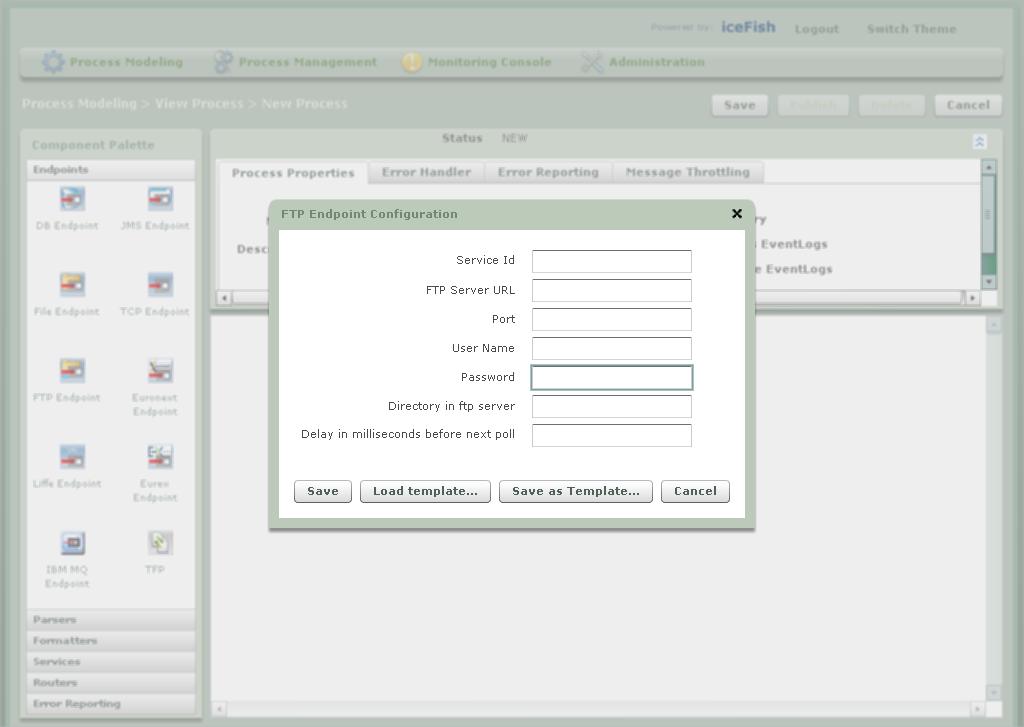 Powered by: iceFish Logout Switch Theme
Process Modeling Process Management Monitoring Console Administration
Process Modeling > View Process > New Process Save Publish Delete Cancel
Component Palette
Endpoints
DB Endpoint JMS Endpoint
File Endpoint TCP Endpoint
FTP Endpoint Euronext Endpoint
Liffe Endpoint Eurex Endpoint
IBM MQ Endpoint TFP
Parsers
Formatters
Services
Routers
Error Reporting
Status NEW
Process Properties Error Handler Error Reporting Message Throttling
Desc
ry
s EventLogs
e EventLogs
FTP Endpoint Configuration
Service Id
FTP Server URL
Port
User Name
Password
Directory in ftp server
Delay in milliseconds before next poll
Save Load template... Save as Template... Cancel